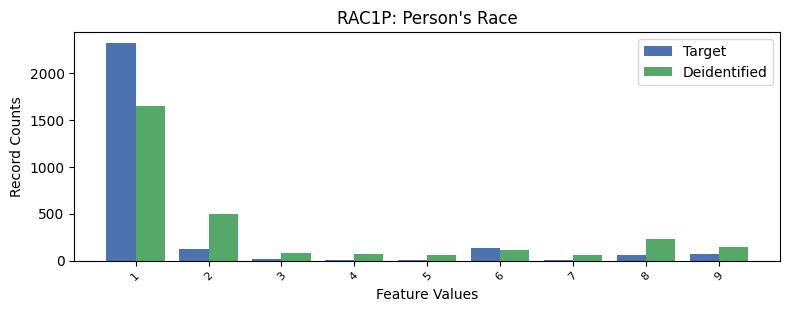 RAC1P: Person's Race
Target
Deidentified
Record Counts
2000
1500
1000
500
0
1 2 3 4 5 6 7 8 9
Feature Values